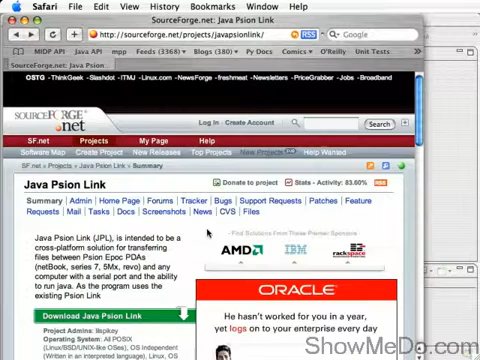 Safari File Edit View History Bookmarks Window Help
SourceForge.net: Java Psion Link
http://sourceforge.net/projects/javapsionlink/ RSS Google
MIDP API Java API mpp Feeds (3368) Blogs (380) Py Docs Comics O'Reilly Unit Tests
SourceForge.net: Java Psion
OSTG - ThinkGeek - Slashdot - ITMJ - Linux.com - NewsForge - freshmeat - Newsletters - PriceGrabber - Jobs - Broadband
SOURCEFORGE
.net
Log In - Create Account Search
SF.net Projects My Page Help
Software Map Create Project New Releases Top Projects New Projects Help Wanted
SF.net » Projects » Java Psion Link » Summary
Java Psion Link
Donate to project Stats - Activity: 83.00% RSS
Summary | Admin | Home Page | Forums | Tracker | Bugs | Support Requests | Patches | Feature
Requests | Mail | Tasks | Docs | Screenshots | News | CVS | Files
- Find Solutions From These Premier Sponsors -
Java Psion Link (JPL), is intended to be a
cross-platform solution for transferring
files between Psion Epoc PDAs
(netBook, series 7, 5Mx, revo) and any
computer with a serial port and the ability
to run java. As the program uses the
existing Psion Link
AMD IBM rackspace
Download Java Psion Link
Project Admins: llspikey
Operating System: All POSIX
(Linux/BSD/UNIX-like OSes), OS Independent
(Written in an interpreted language), Linux, OS
ORACLE
He hasn't worked for you in a year,
yet logs on to your enterprise every day
ShowMeDo.com